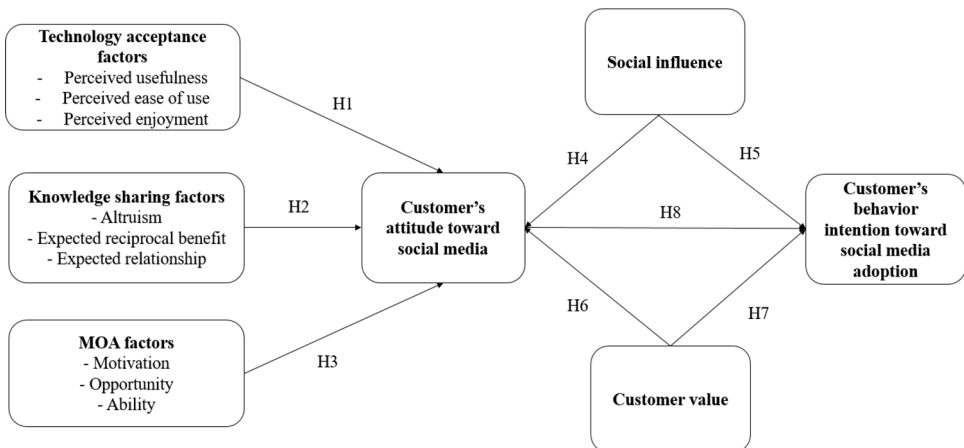 Technology acceptance
factors
- Perceived usefulness
- Perceived ease of use
- Perceived enjoyment
H1
Knowledge sharing factors
- Altruism
- Expected reciprocal benefit
- Expected relationship
H2
MOA factors
- Motivation
- Opportunity
- Ability
H3
Customer’s
attitude toward
social media
Social influence
H4
H5
H8
H6
H7
Customer value
Customer’s
behavior
intention toward
social media
adoption